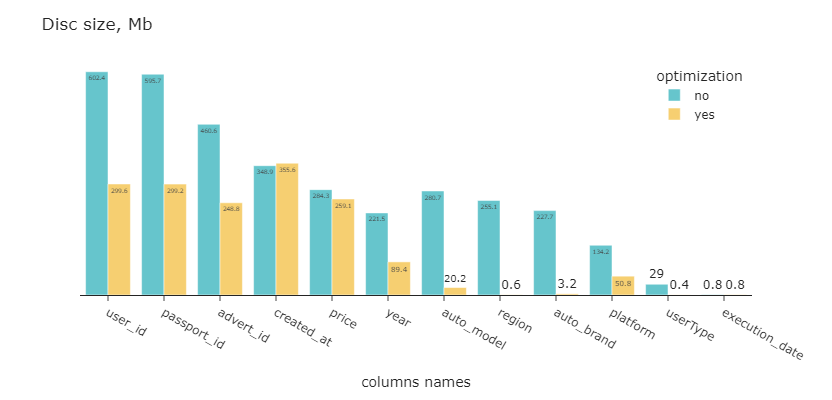 Disc size, Mb
optimization
no
yes
602.4
299.6
595.7
299.2
460.6
248.8
348.9
355.6
284.3
259.1
221.5
89.4
280.7
20.2
255.1
0.6
227.7
3.2
134.2
50.8
29
0.4
0.8
0.8
user_id
passport_id
advert_id
created_at
price
year
auto_model
region
auto_brand
platform
userType
execution_date
columns names